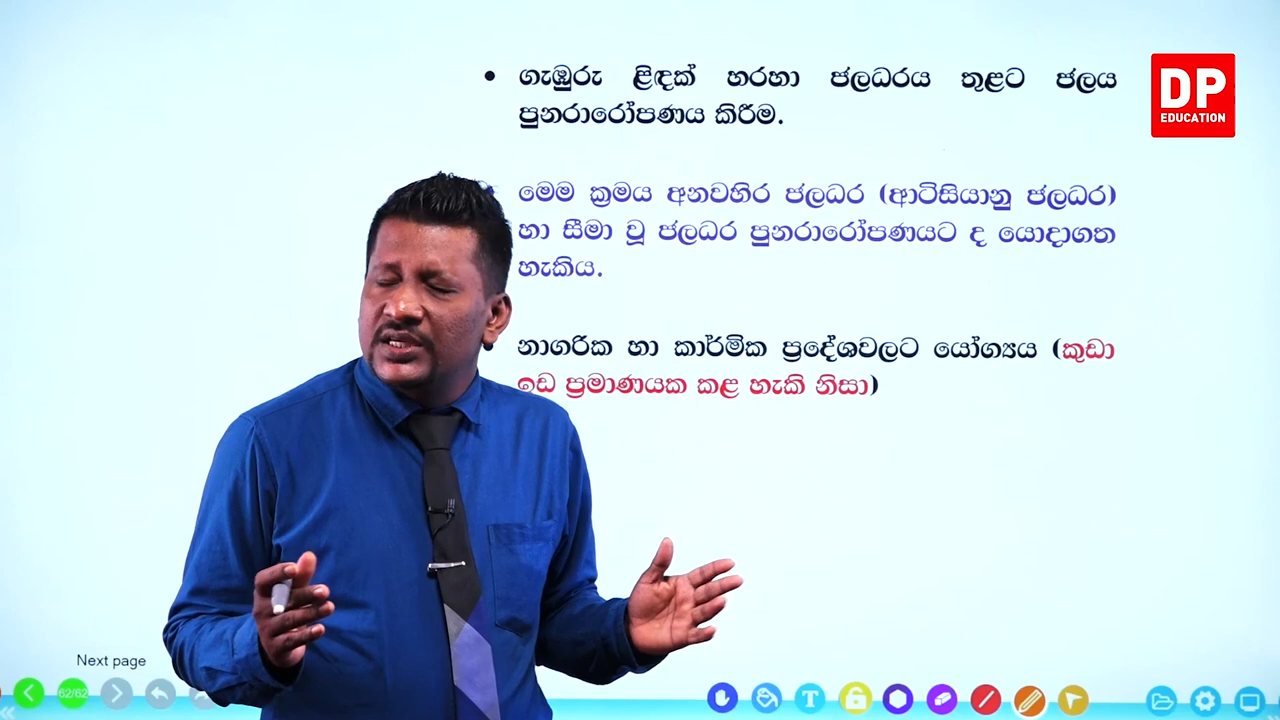 ගැඹුරු ළිඳක් හරහා ජලධරය තුළට ජලය
පුනරාරෝපණය කිරීම.
DP
EDUCATION
මෙම ක්‍රමය අනවහිර ජලධර (ආටිසියානු ජලධර)
හා සීමා වූ ජලධර පුනරාරෝපණයට ද යොදාගත
හැකිය.
නාගරික හා කාර්මික ප්‍රදේශවලට යෝග්‍යය (කුඩා
ඉඩ ප්‍රමාණයක කළ හැකි නිසා)
Next page
62/62